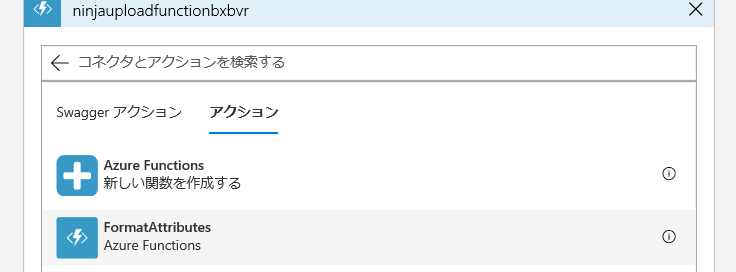 ninjauploadfunctionbxbvr
コネクタとアクションを検索する
Swagger アクション アクション
Azure Functions
新しい関数を作成する
FormatAttributes
Azure Functions